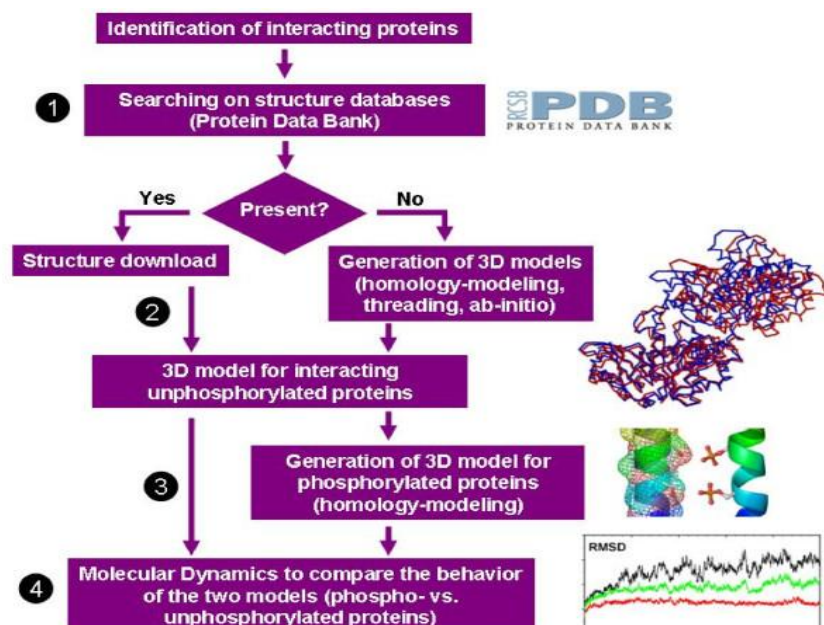 Identification of interacting proteins
1
Searching on structure databases
(Protein Data Bank)
RCSB
PDB
PROTEIN DATA BANK
Yes
Present?
No
Structure download
Generation of 3D models
(homology-modeling,
threading, ab-initio)
2
3D model for interacting
unphosphorylated proteins
3
Generation of 3D model for
phosphorylated proteins
(homology-modeling)
RMSD
4
Molecular Dynamics to compare the behavior
of the two models (phospho- vs.
unphosphorylated proteins)